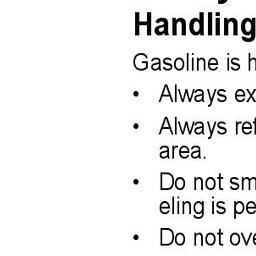 Handling
Gasoline is h
• Always ex
• Always ref
area.
• Do not sm
eling is pe
• Do not ove